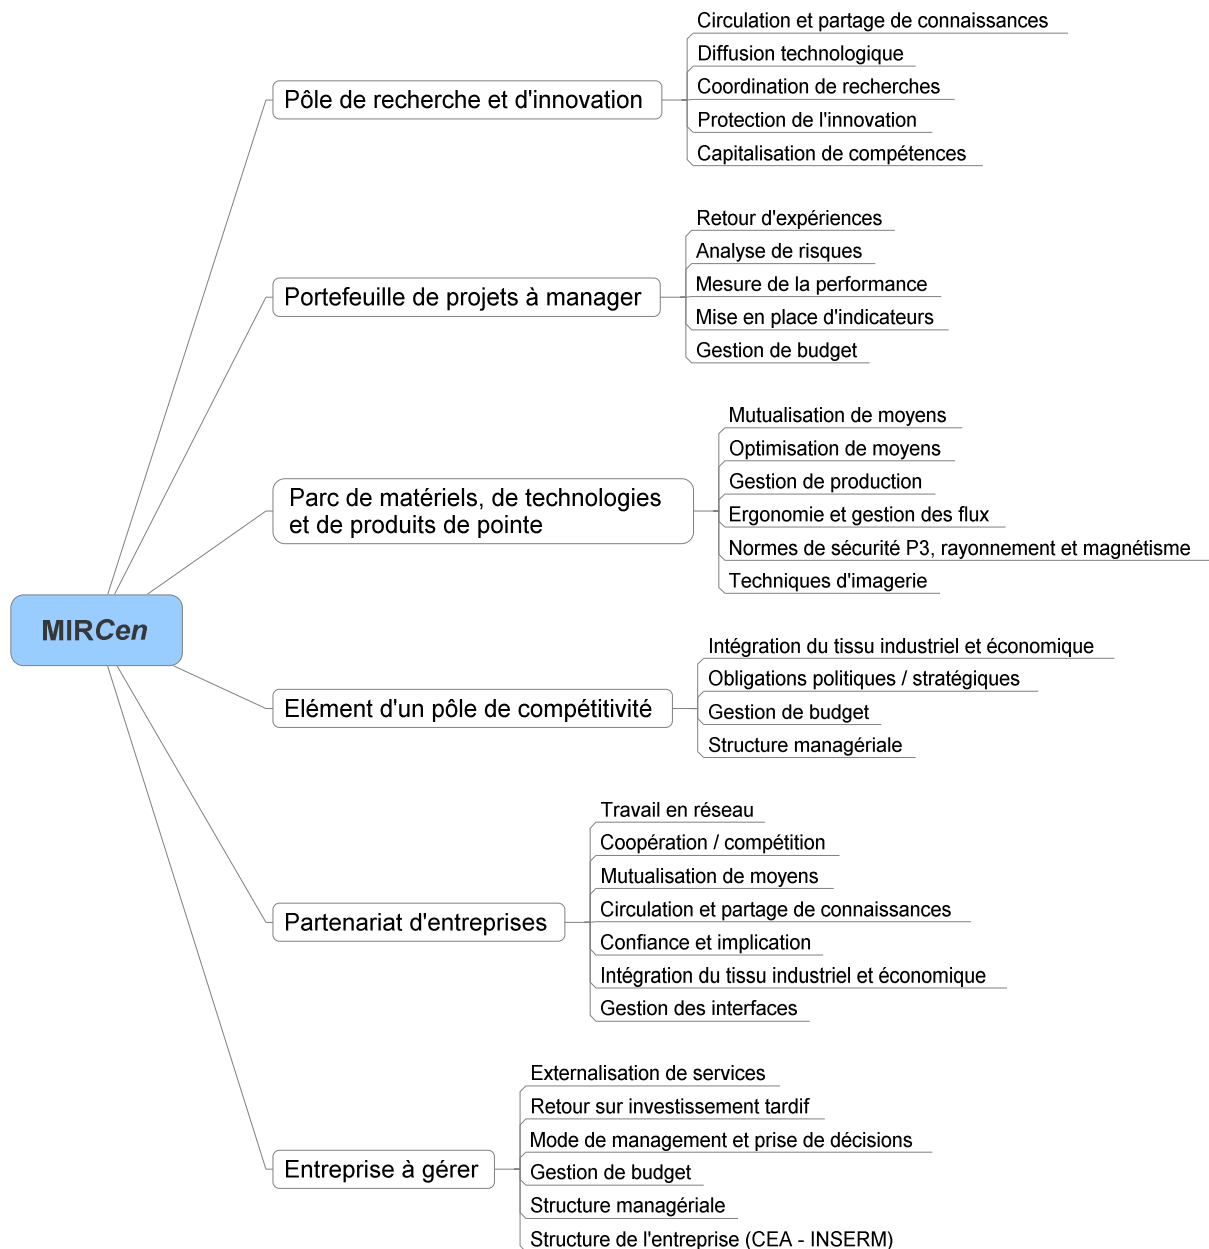 MIRCen
Pôle de recherche et d'innovation
Circulation et partage de connaissances
Diffusion technologique
Coordination de recherches
Protection de l'innovation
Capitalisation de compétences
Portefeuille de projets à manager
Retour d'expériences
Analyse de risques
Mesure de la performance
Mise en place d'indicateurs
Gestion de budget
Parc de matériels, de technologies
et de produits de pointe
Mutualisation de moyens
Optimisation de moyens
Gestion de production
Ergonomie et gestion des flux
Normes de sécurité P3, rayonnement et magnétisme
Techniques d'imagerie
Elément d'un pôle de compétitivité
Intégration du tissu industriel et économique
Obligations politiques / stratégiques
Gestion de budget
Structure managériale
Partenariat d'entreprises
Travail en réseau
Coopération / compétition
Mutualisation de moyens
Circulation et partage de connaissances
Confiance et implication
Intégration du tissu industriel et économique
Gestion des interfaces
Entreprise à gérer
Externalisation de services
Retour sur investissement tardif
Mode de management et prise de décisions
Gestion de budget
Structure managériale
Structure de l'entreprise (CEA - INSERM)